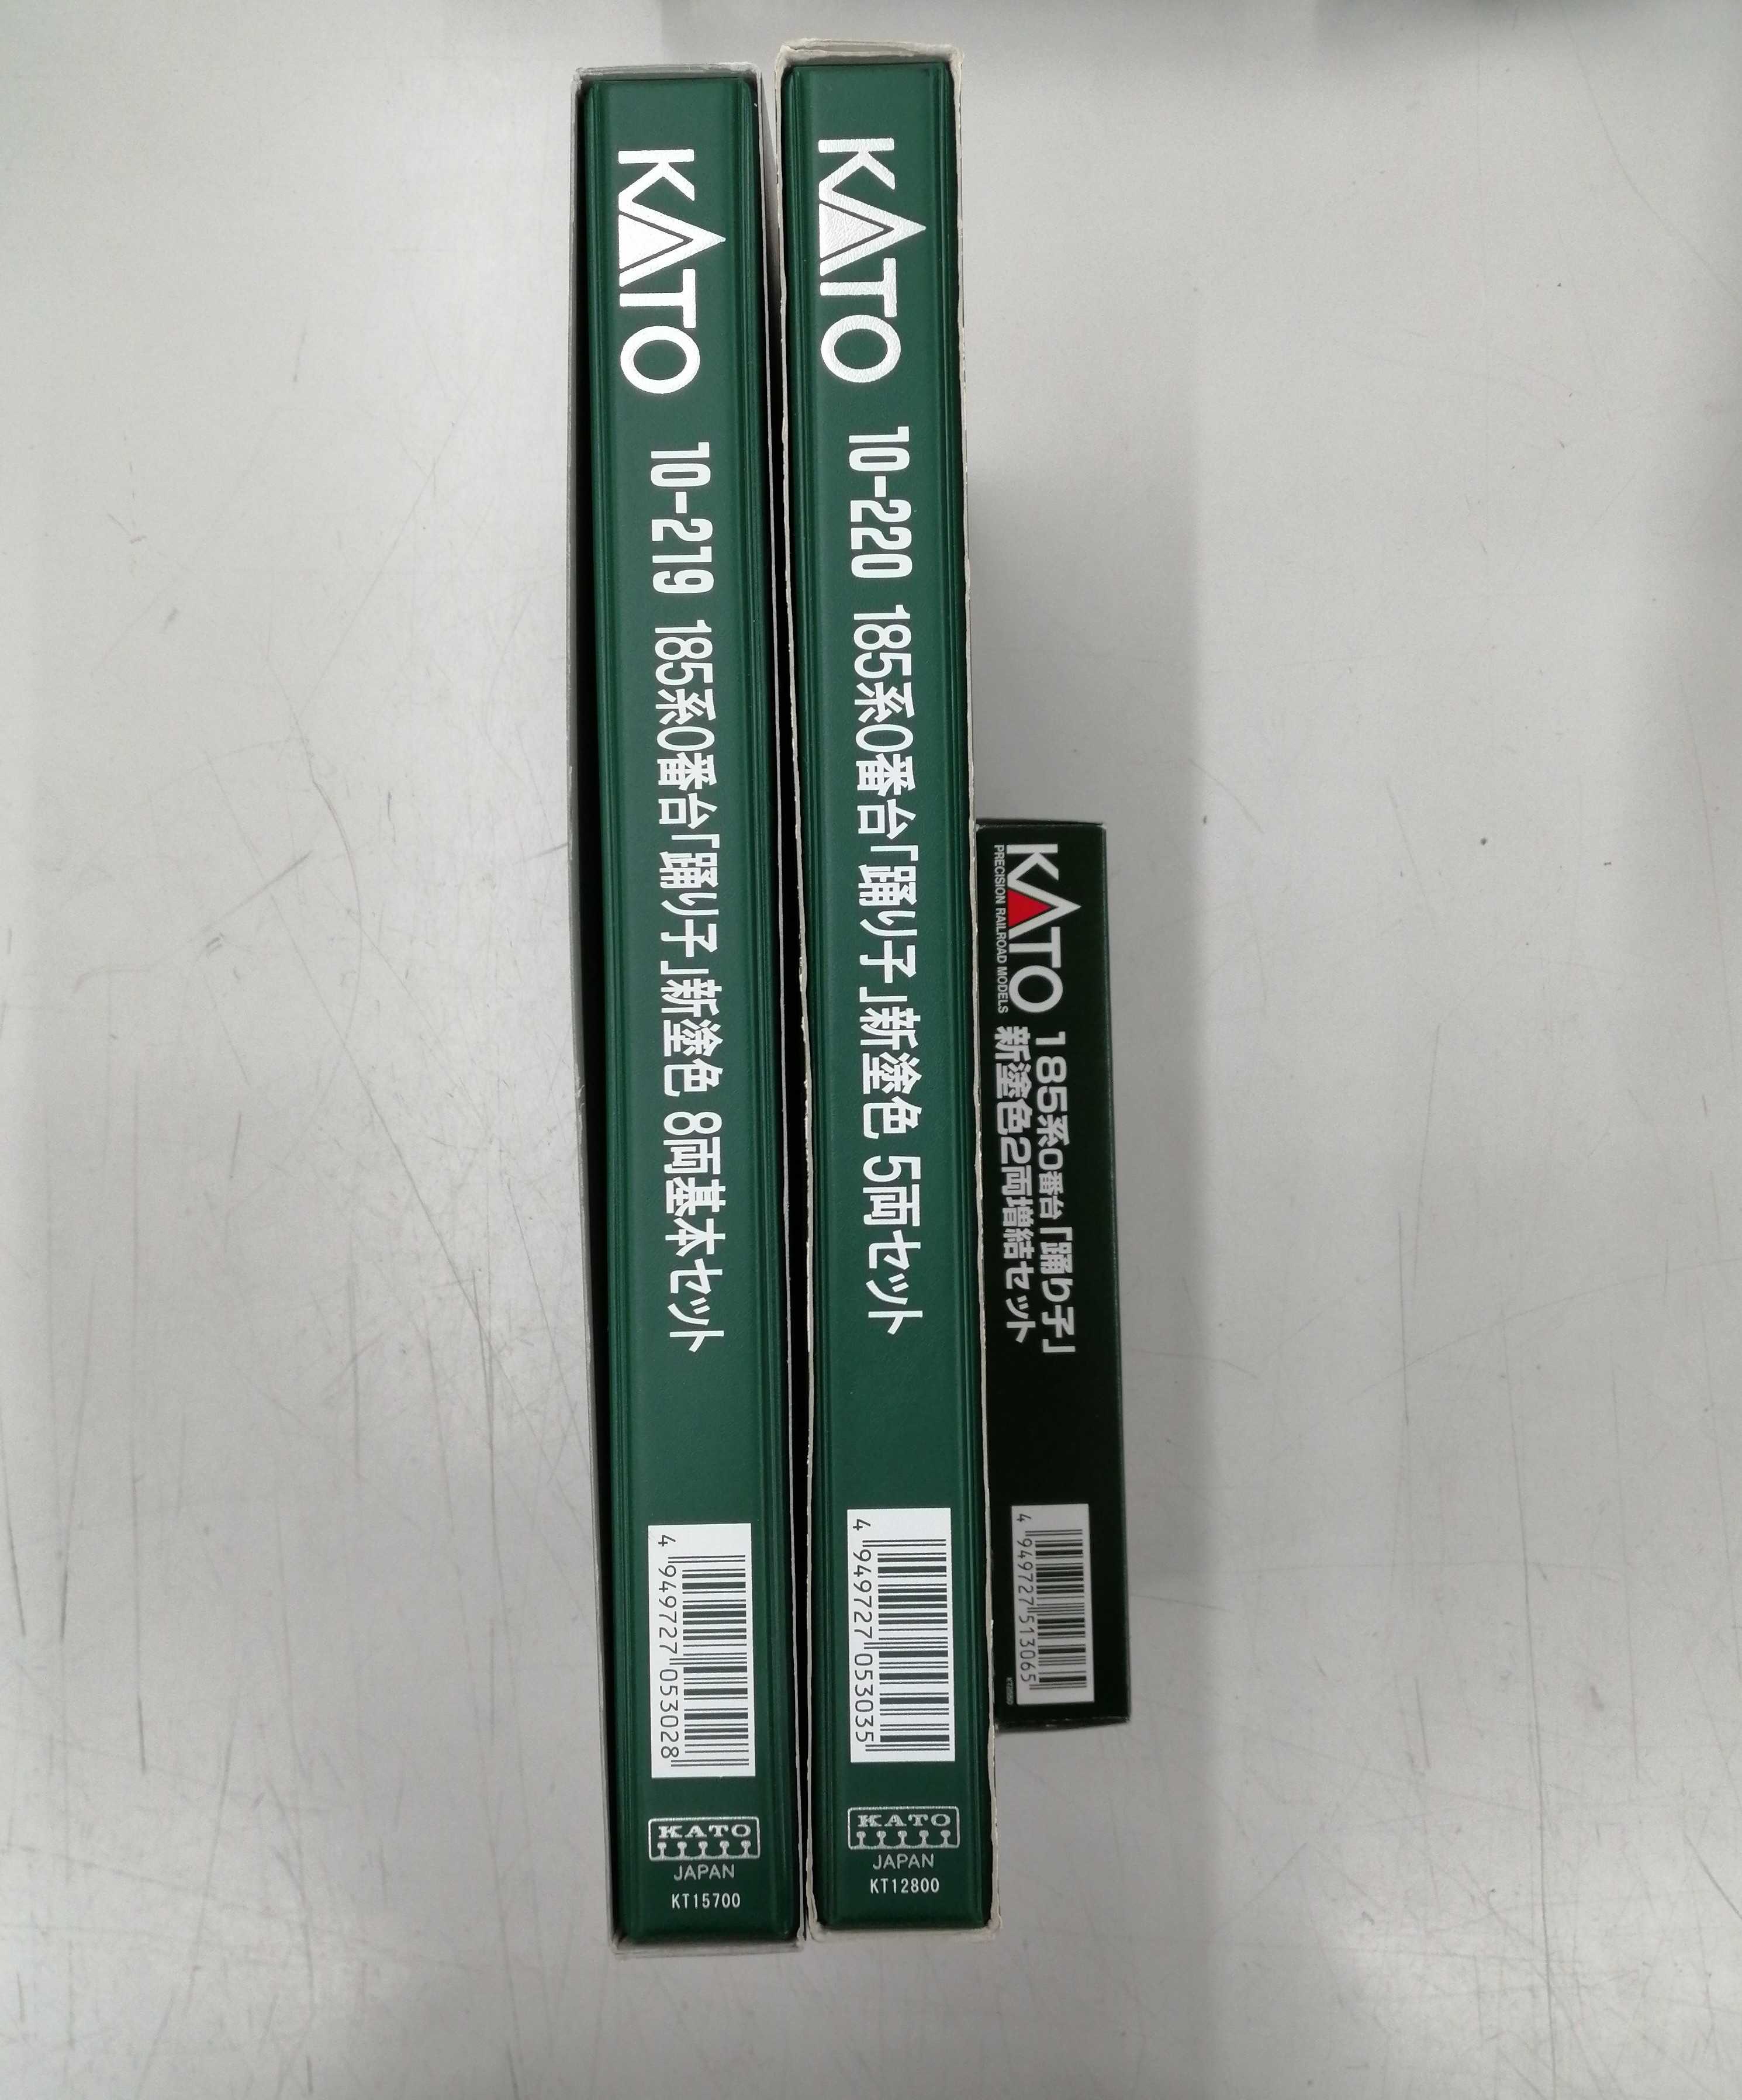 KATO 10-219 185系0番台「踊り子」新塗色 8両基本セット
4 949727 053028
KATO
JAPAN
KT15700
KATO 10-220 185系0番台「踊り子」新塗色 5両セット
4 949727 053035
KATO
JAPAN
KT12800
KATO
PRECISION RAILROAD MODELS
185系0番台「踊り子」
新塗色2両増結セット
4 949727 513065